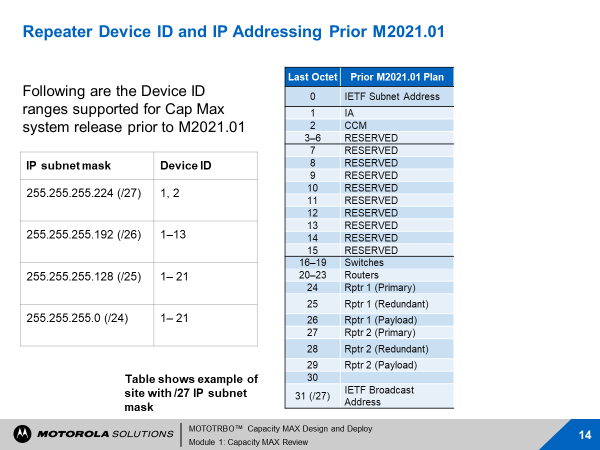 Repeater Device ID and IP Addressing Prior M2021.01
Following are the Device ID
ranges supported for Cap Max
system release prior to M2021.01
IP subnet mask Device ID
255.255.255.224 (/27) 1, 2
255.255.255.192 (/26) 1–13
255.255.255.128 (/25) 1– 21
255.255.255.0 (/24) 1– 21
Table shows example of
site with /27 IP subnet
mask
Last Octet Prior M2021.01 Plan
0 IETF Subnet Address
1 IA
2 CCM
3–6 RESERVED
7 RESERVED
8 RESERVED
9 RESERVED
10 RESERVED
11 RESERVED
12 RESERVED
13 RESERVED
14 RESERVED
15 RESERVED
16–19 Switches
20–23 Routers
24 Rptr 1 (Primary)
25 Rptr 1 (Redundant)
26 Rptr 1 (Payload)
27 Rptr 2 (Primary)
28 Rptr 2 (Redundant)
29 Rptr 2 (Payload)
30
31 (/27) IETF Broadcast
Address
MOTOROLA SOLUTIONS
MOTOTRBO™ Capacity MAX Design and Deploy
Module 1: Capacity MAX Review
14